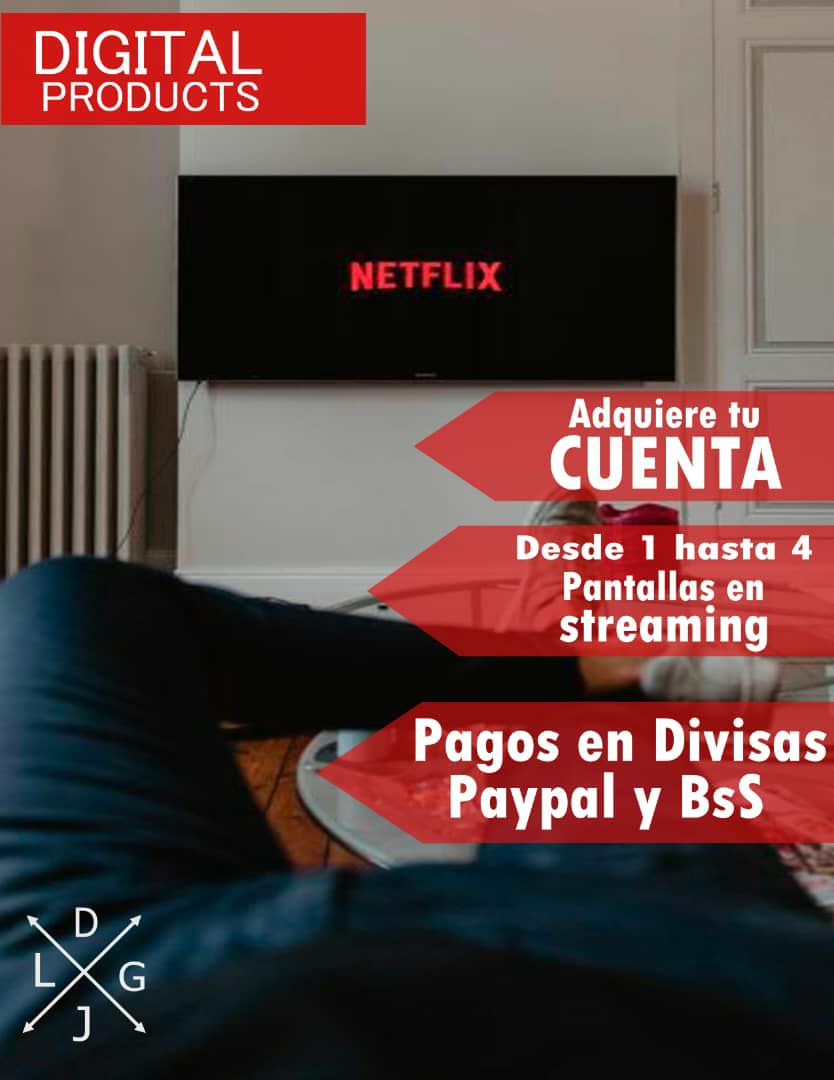 DIGITAL
PRODUCTS
NETFLIX
Adquiere tu
CUENTA
Desde 1 hasta 4
Pantallas en
streaming
Pagos en Divisas
Paypal y BsS
D
L G
J